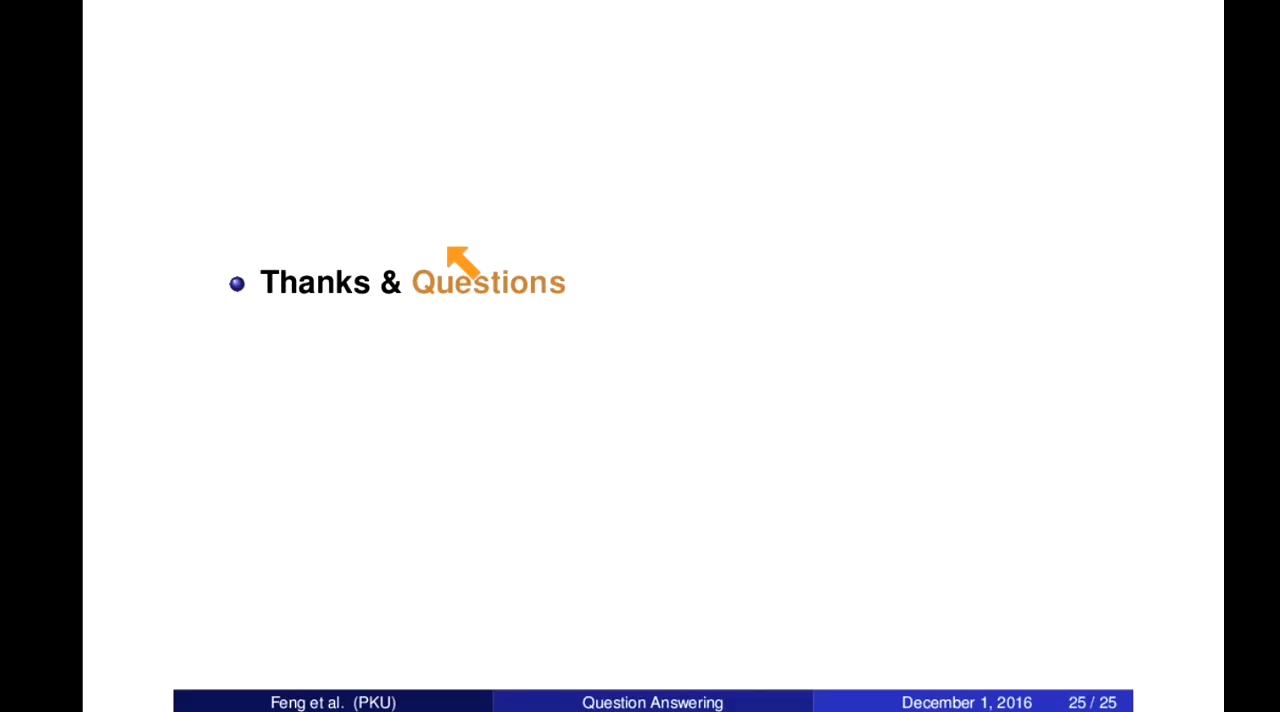 Thanks & Questions
Feng et al. (PKU) Question Answering December 1, 2016 25 / 25